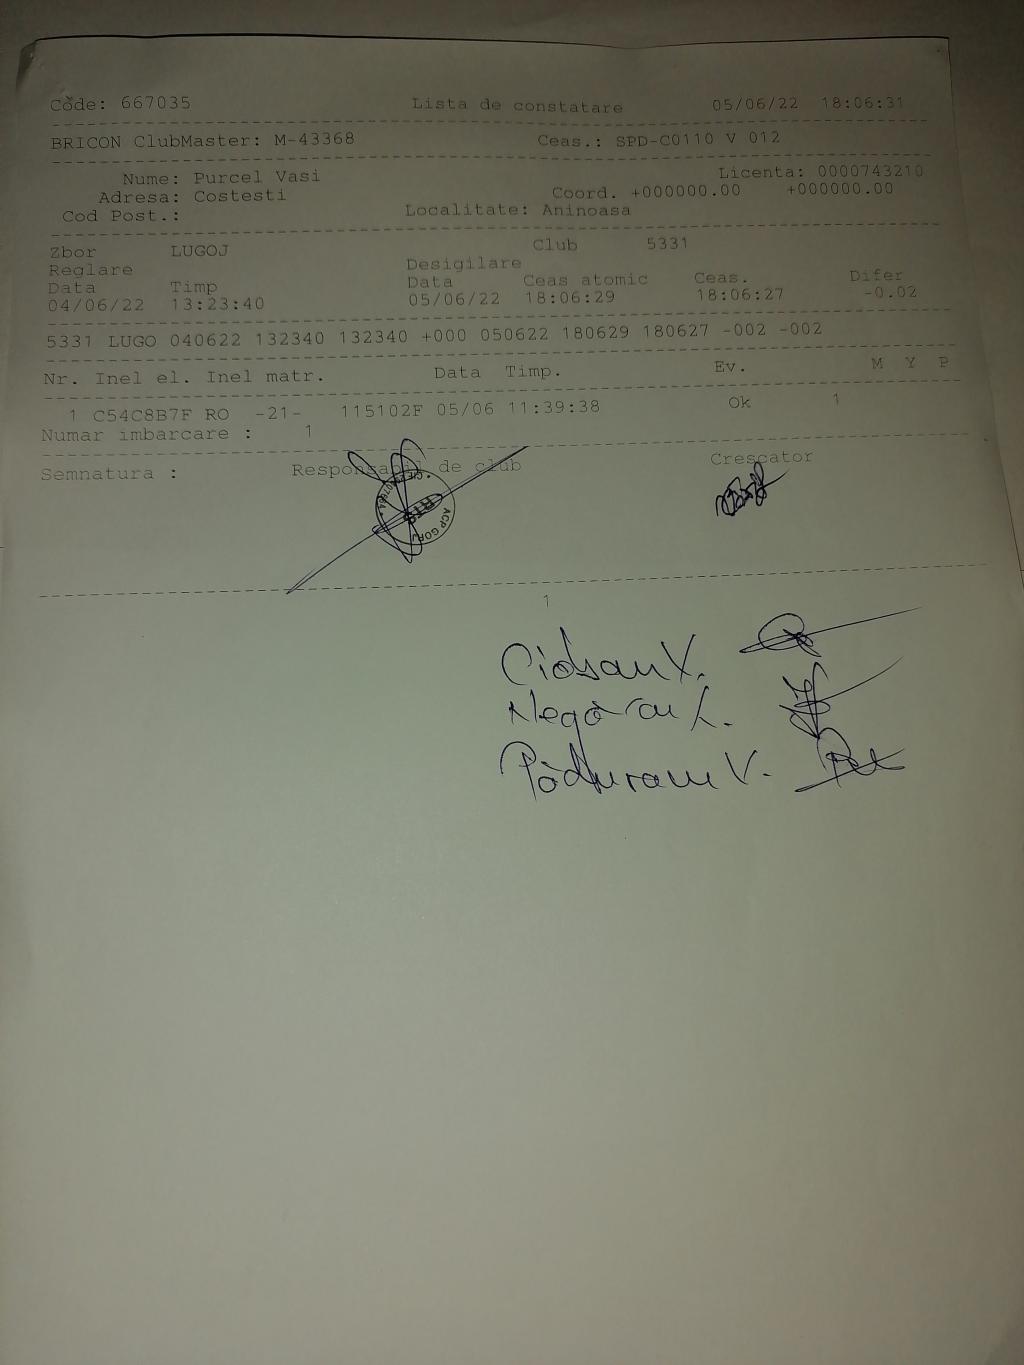 Code: 667035 Lista de constatare 05/06/22 18:06:31
BRICON ClubMaster: M-43368 Ceas.: SPD-C0110 V 012
Nume: Purcel Vasi Licenta: 0000743210
Adresa: Costesti Coord. +000000.00 +000000.00
Cod Post.: Localitate: Aninoasa
Zbor LUGOJ Club 5331
Reglare Desigilare
Data Timp Data Ceas atomic Ceas. Difer
04/06/22 13:23:40 05/06/22 18:06:29 18:06:27 -0.02
5331 LUGO 040622 132340 132340 +000 050622 180629 180627 -002 -002
Nr. Inel el. Inel matr. Data Timp. Ev. M Y P
1 C54C8B7F RO -21- 115102F 05/06 11:39:38 Ok 1
Numar imbarcare : 1
Semnatura : Responsabil de club Crescator
ACP GORJ
1
V.
L.
V.